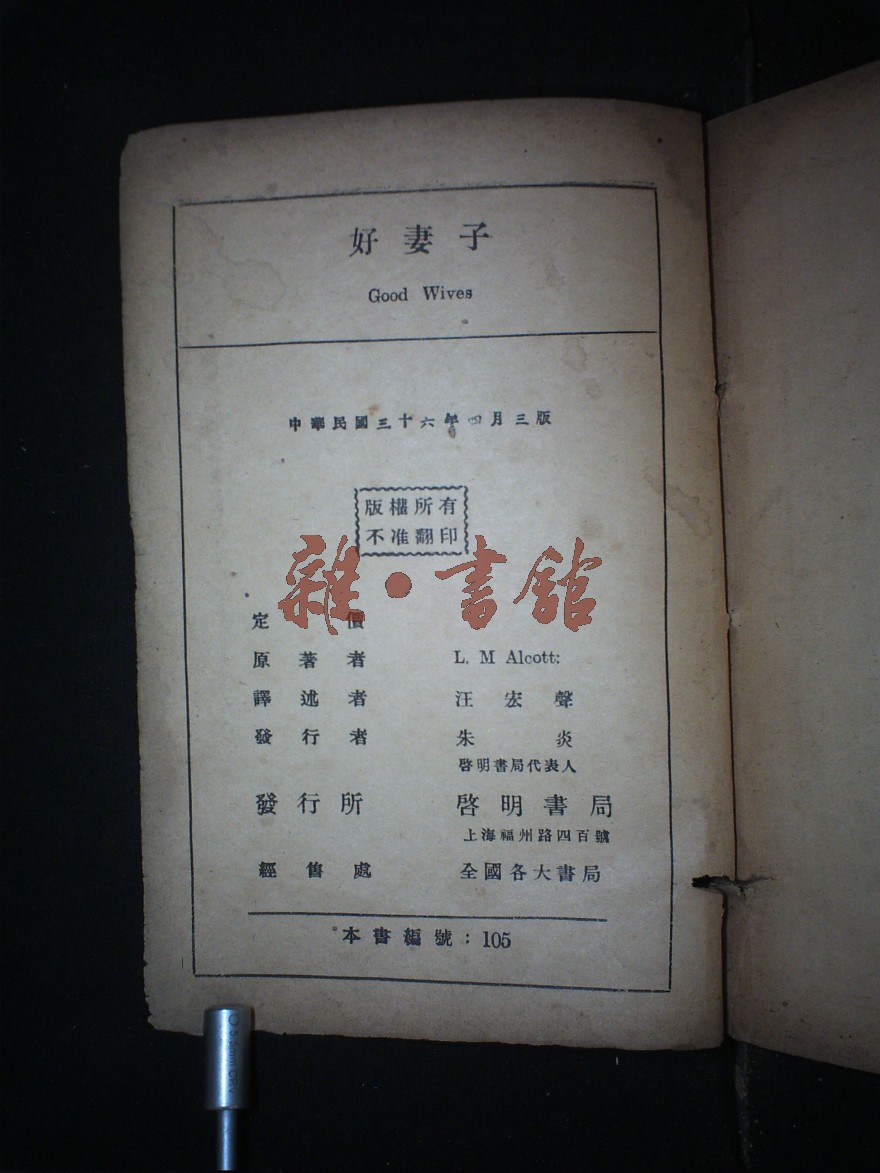 好妻子
Good Wives
中華民國三十六年四月三版
版權所有
不准翻印
雜·書館
定價
原著者 L. M Alcott:
譯述者 汪宏聲
發行者 朱炎
啓明書局代表人
發行所 啓明書局
上海福州路四百號
經售處 全國各大書局
本書編號：105